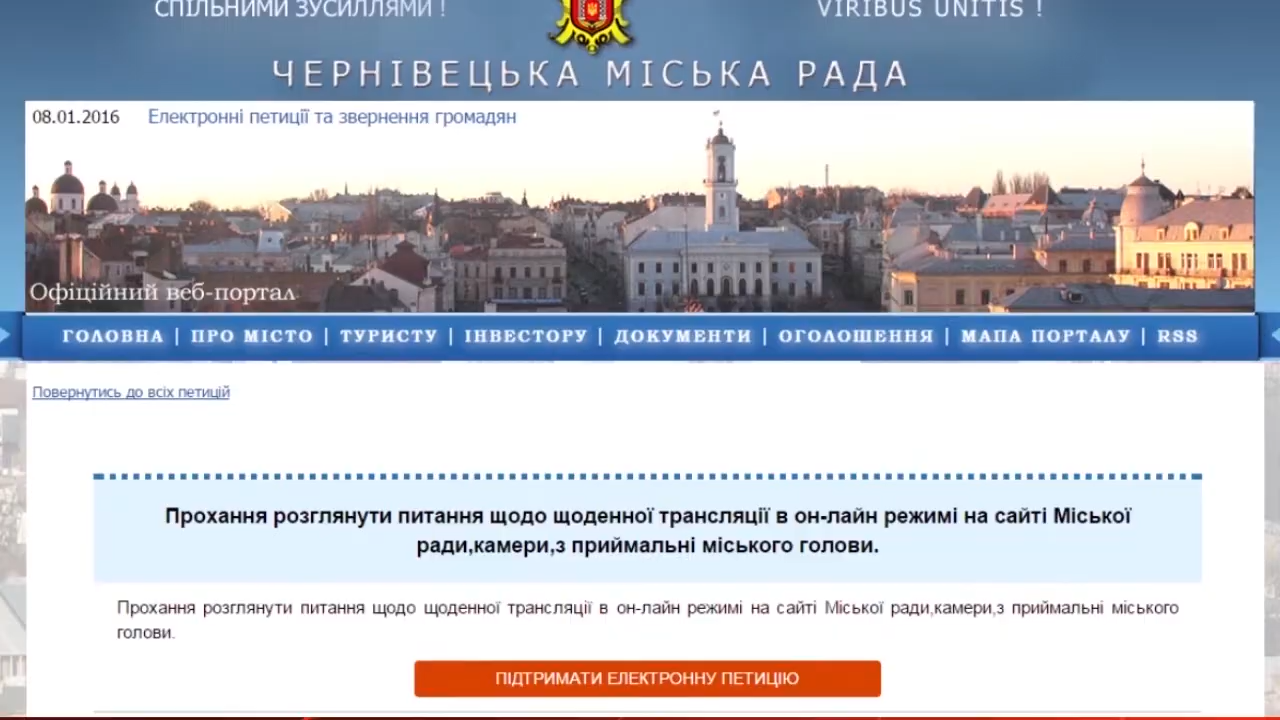 СПІЛЬНИМИ ЗУСИЛЛЯМИ !
VIRIBUS UNITIS !
ЧЕРНІВЕЦЬКА МІСЬКА РАДА
08.01.2016 Електронні петиції та звернення громадян
Офіційний веб-портал
ГОЛОВНА | ПРО МІСТО | ТУРИСТУ | ІНВЕСТОРУ | ДОКУМЕНТИ | ОГОЛОШЕННЯ | МАПА ПОРТАЛУ | RSS
Повернутись до всіх петицій
Прохання розглянути питання щодо щоденної трансляції в он-лайн режимі на сайті Міської
ради,камери,з приймальні міського голови.
Прохання розглянути питання щодо щоденної трансляції в он-лайн режимі на сайті Міської ради,камери,з приймальні міського
голови.
ПІДТРИМАТИ ЕЛЕКТРОННУ ПЕТИЦІЮ